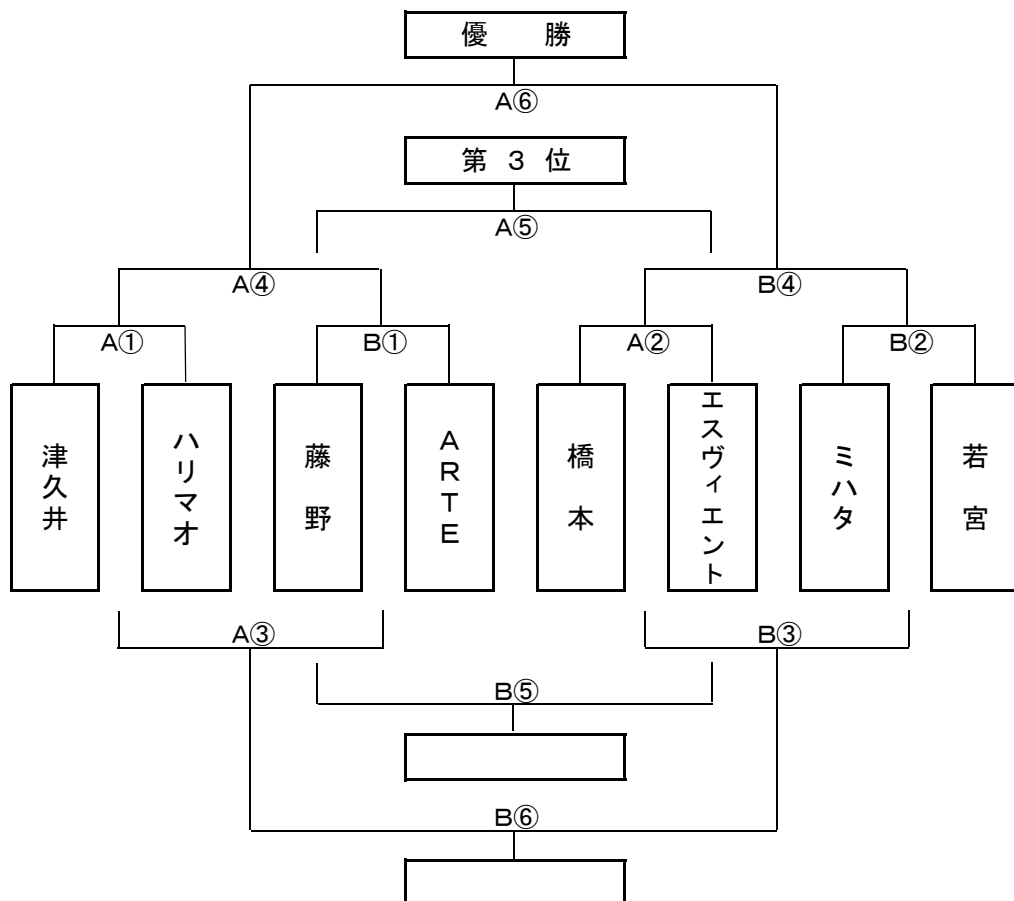 優 勝
A⑥
第 3 位
A⑤
A④
B④
A①
B①
A②
B②
津久井
ハリマオ
藤野
ARTE
橋本
エスヴィエント
ミハタ
若宮
A③
B③
B⑤
B⑥